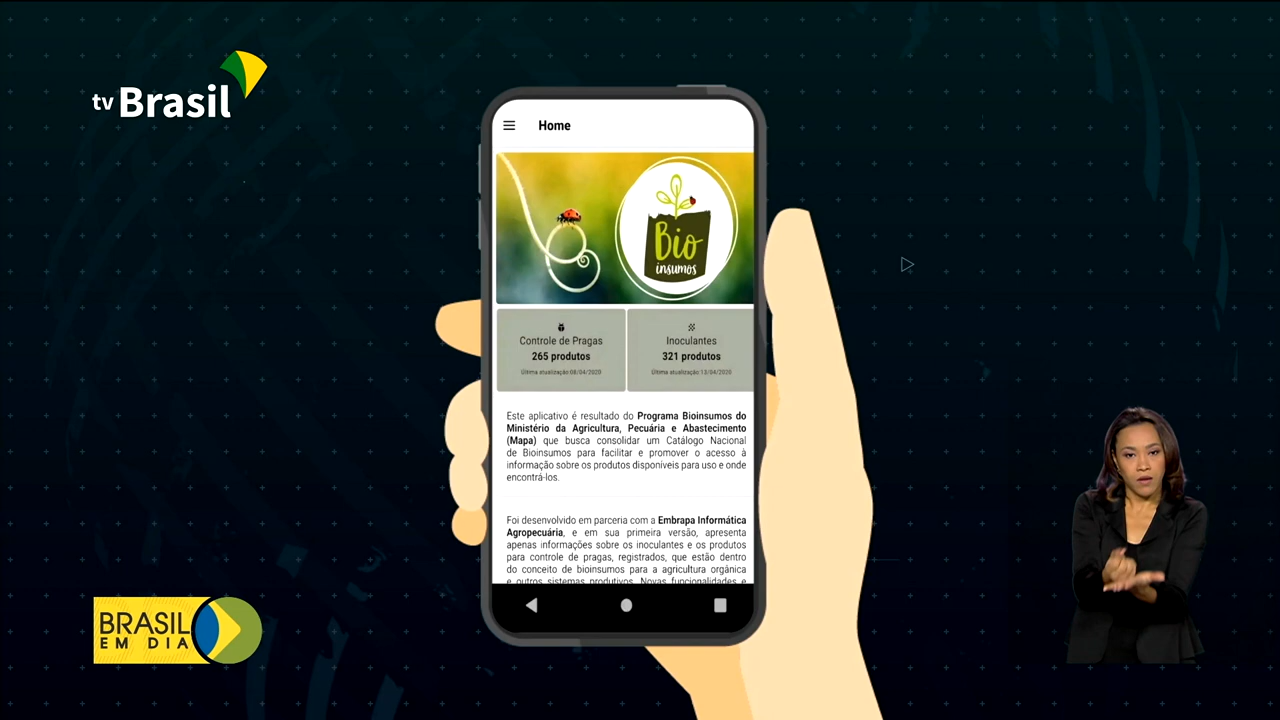 tv Brasil
Home
Bio
insumos
Controle de Pragas
265 produtos
Última atualização:08/04/2020
Inoculantes
321 produtos
Última atualização:13/04/2020
Este aplicativo é resultado do Programa Bioinsumos do
Ministério da Agricultura, Pecuária e Abastecimento
(Mapa) que busca consolidar um Catálogo Nacional
de Bioinsumos para facilitar e promover o acesso à
informação sobre os produtos disponíveis para uso e onde
encontrá-los.
Foi desenvolvido em parceria com a Embrapa Informática
Agropecuária, e em sua primeira versão, apresenta
apenas informações sobre os inoculantes e os produtos
para controle de pragas, registrados, que estão dentro
do conceito de bioinsumos para a agricultura orgânica
e outros sistemas produtivos. Novas funcionalidades e
BRASIL
EM DIA